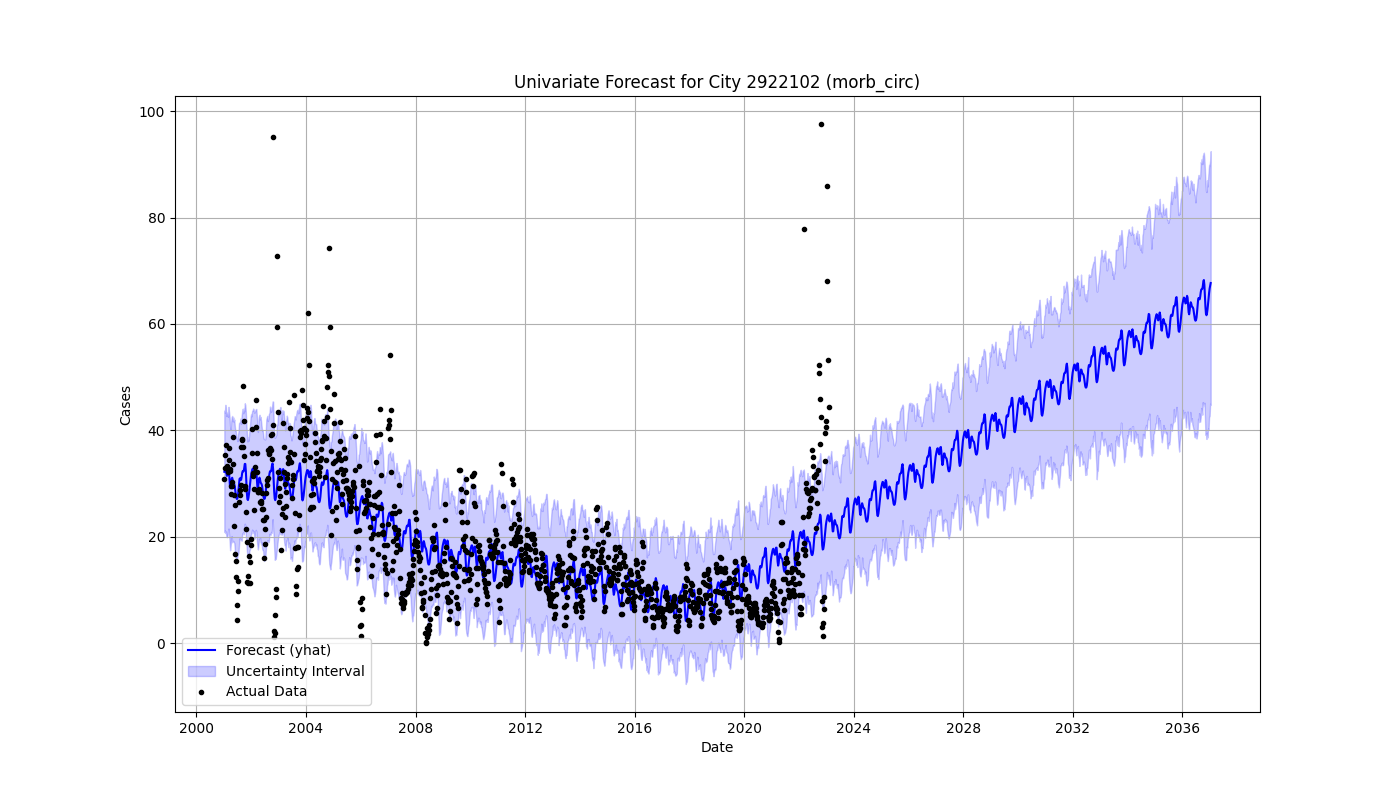 Univariate Forecast for City 2922102 (morb_circ)
100
80
60
40
20
0
Cases
Forecast (yhat)
Uncertainty Interval
Actual Data
2000 2004 2008 2012 2016 2020 2024 2028 2032 2036
Date